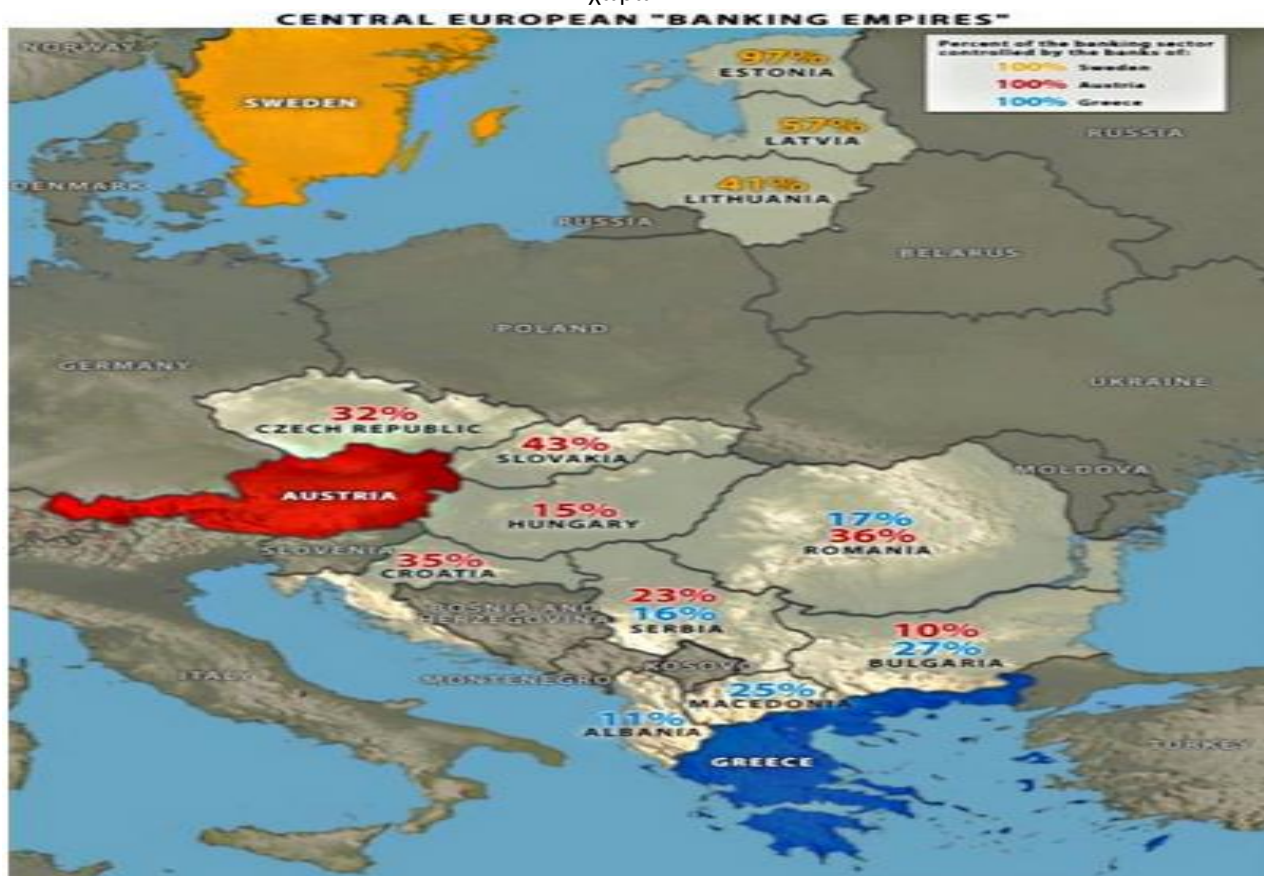 χώρα
CENTRAL EUROPEAN "BANKING EMPIRES"
NORWAY
97%
ESTONIA
Percent of the banking sector
controlled by the banks of:
100% Sweden
100% Austria
100% Greece
SWEDEN
57%
LATVIA
RUSSIA
DENMARK
41%
LITHUANIA
RUSSIA
BELARUS
POLAND
GERMANY
UKRAINE
32%
CZECH REPUBLIC
43%
SLOVAKIA
MOLDOVA
AUSTRIA
15%
HUNGARY
17%
36%
ROMANIA
SLOVENIA
35%
CROATIA
BOSNIA AND
HERZEGOVINA
23%
16%
SERBIA
10%
27%
BULGARIA
KOSOVO
ITALY
MONTENEGRO
25%
MACEDONIA
11%
ALBANIA
GREECE
TURKEY